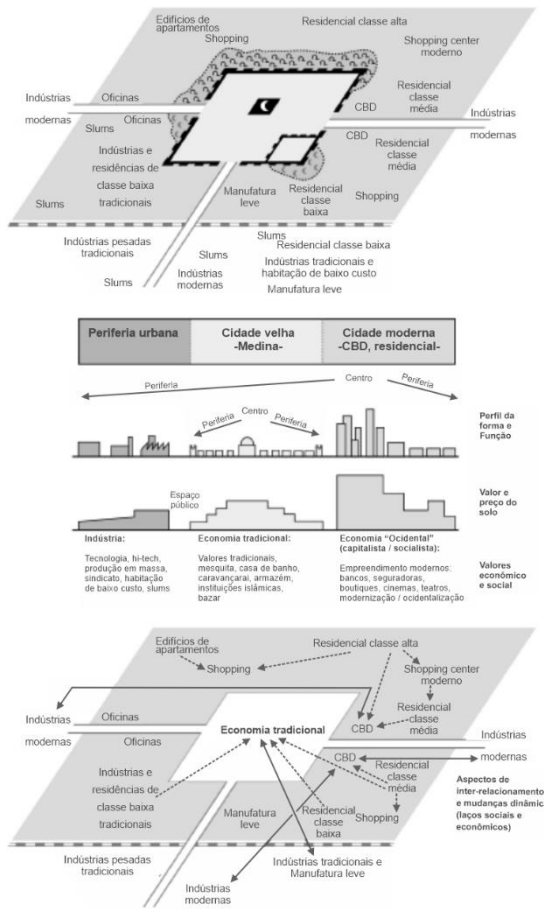 Edifícios de
apartamentos
Shopping
Residencial classe alta
Shopping center
moderno
Indústrias
modernas
Oficinas
Oficinas
Slums
CBD
CBD
Residencial
classe
média
Indústrias
modernas
Residencial
classe
média
Indústrias e
residências de
classe baixa
tradicionais
Slums
Manufatura
leve
Residencial
classe
baixa
Shopping
Indústrias pesadas
tradicionais
Slums
Slums
Indústrias
modernas
Slums
Residencial classe baixa
Indústrias tradicionais e
habitação de baixo custo
Manufatura leve
Periferia urbana
Cidade velha
-Medina-
Cidade moderna
-CBD, residencial-
Periferia
Centro
Periferia
Periferia
Centro
Periferia
Perfil da
forma e
Função
Espaço
público
Valor e
preço do
solo
Indústria:
Tecnologia, hi-tech,
produção em massa,
sindicato, habitação
de baixo custo, slums
Economia tradicional:
Valores tradicionais,
mesquita, casa de banho,
caravançarai, armazém,
instituições islâmicas,
bazar
Economia "Ocidental"
(capitalista / socialista):
Empreendimento modernos:
bancos, seguradoras,
boutiques, cinemas, teatros,
modernização / ocidentalização
Valores
econômico
e social
Edifícios de
apartamentos
Shopping
Residencial classe alta
Shopping center
moderno
Indústrias
modernas
Oficinas
Oficinas
Economia tradicional
CBD
CBD
Residencial
classe
média
Indústrias
modernas
Residencial
classe
média
Indústrias e
residências de
classe baixa
tradicionais
Manufatura
leve
Residencial
classe
baixa
Shopping
Aspectos de
inter-relacionamento
e mudanças dinâmic
(laços sociais e
econômicos)
Indústrias pesadas
tradicionais
Indústrias tradicionais e
Manufatura leve
Indústrias
modernas